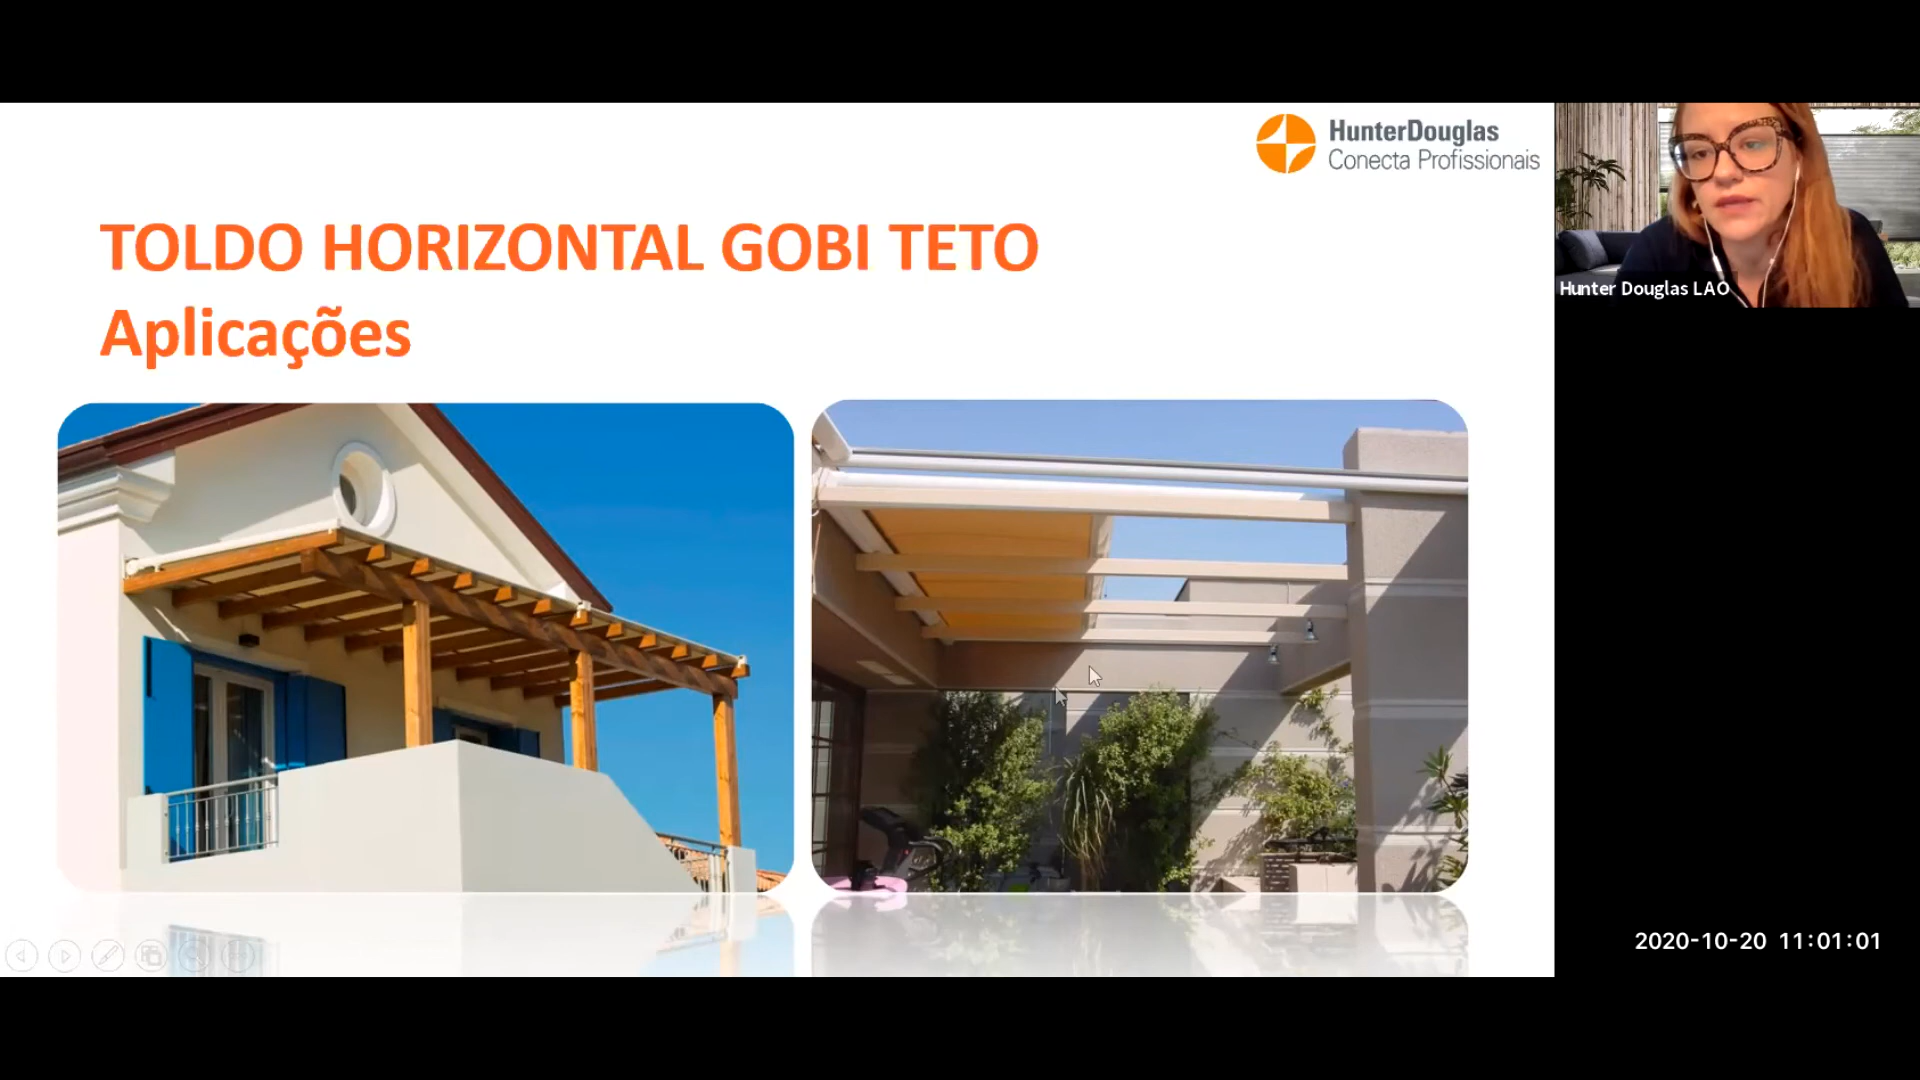 HunterDouglas
Conecta Profissionais
TOLDO HORIZONTAL GOBI TETO
Aplicações
Hunter Douglas LAO
2020-10-20 11:01:01